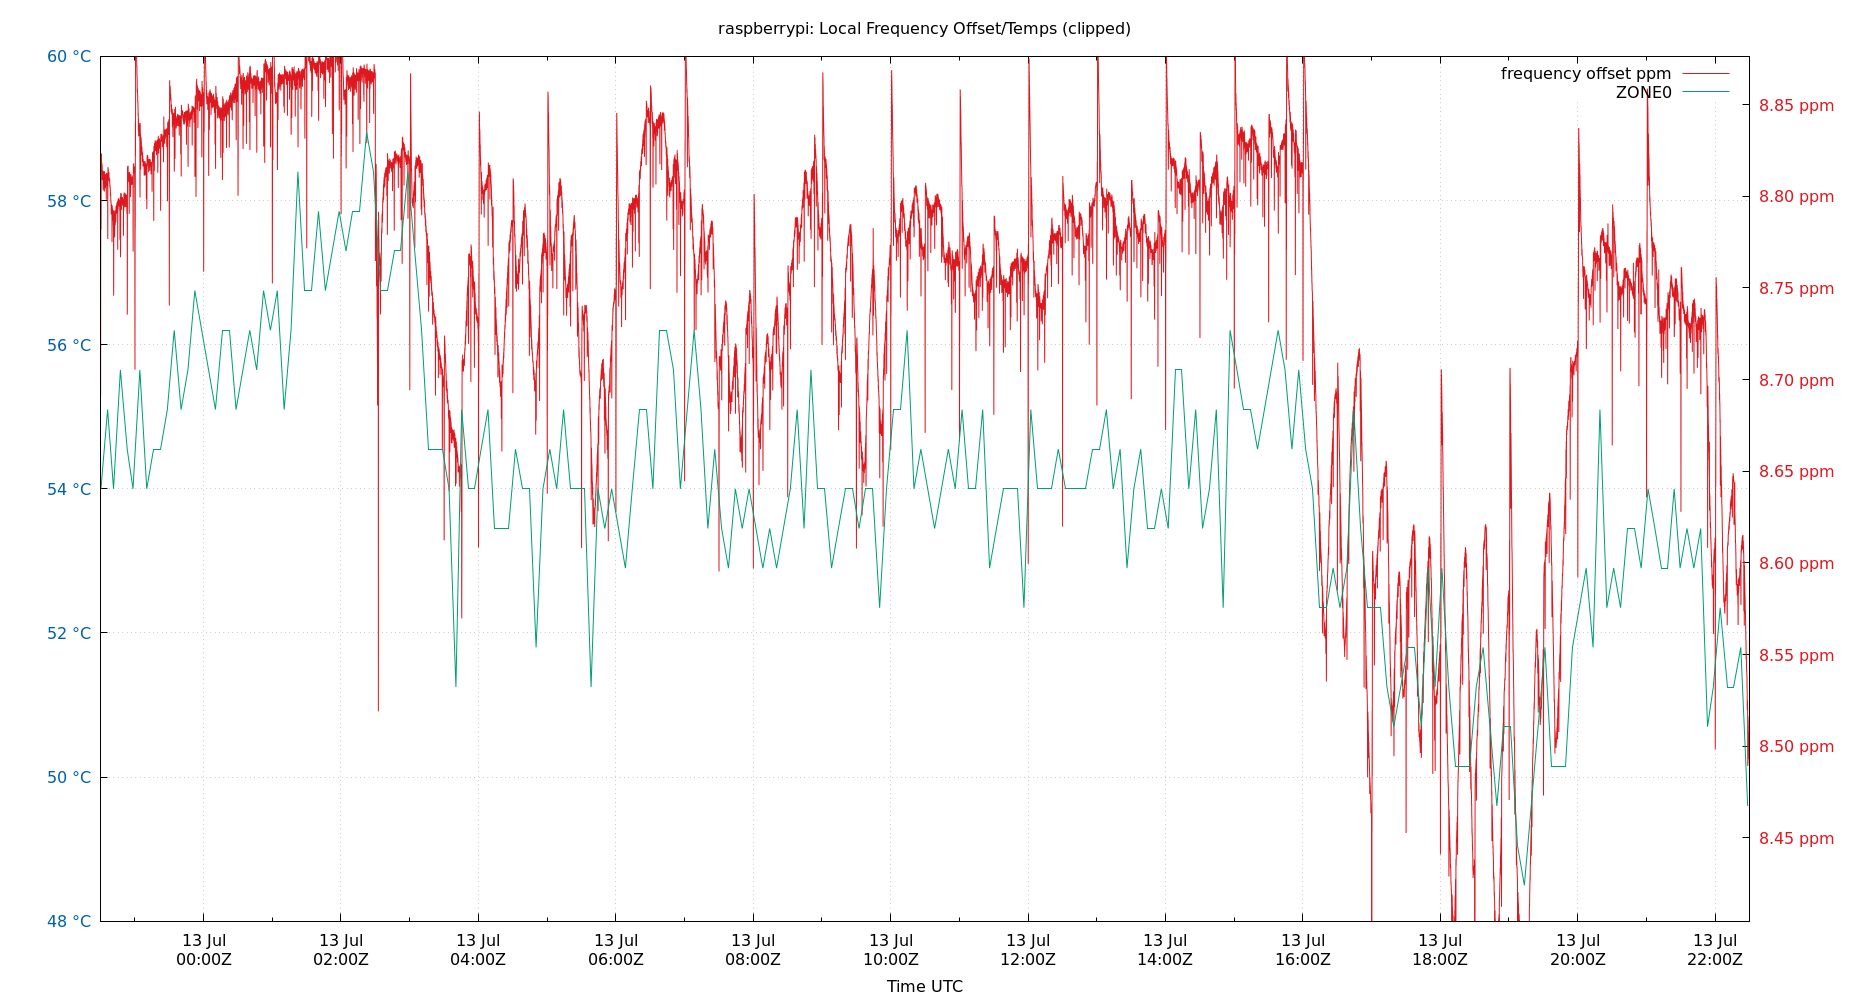 raspberrypi: Local Frequency Offset/Temps (clipped)
60 °C
58 °C
56 °C
54 °C
52 °C
50 °C
48 °C
frequency offset ppm
ZONE0
8.85 ppm
8.80 ppm
8.75 ppm
8.70 ppm
8.65 ppm
8.60 ppm
8.55 ppm
8.50 ppm
8.45 ppm
13 Jul 13 Jul 13 Jul 13 Jul 13 Jul 13 Jul 13 Jul 13 Jul 13 Jul 13 Jul 13 Jul 13 Jul
00:00Z 02:00Z 04:00Z 06:00Z 08:00Z 10:00Z 12:00Z 14:00Z 16:00Z 18:00Z 20:00Z 22:00Z
Time UTC